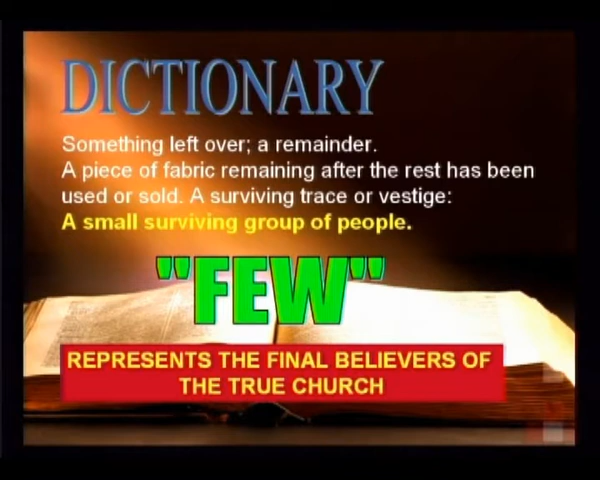 DICTIONARY
Something left over; a remainder.
A piece of fabric remaining after the rest has been
used or sold. A surviving trace or vestige:
A small surviving group of people.
"FEW"
REPRESENTS THE FINAL BELIEVERS OF
THE TRUE CHURCH